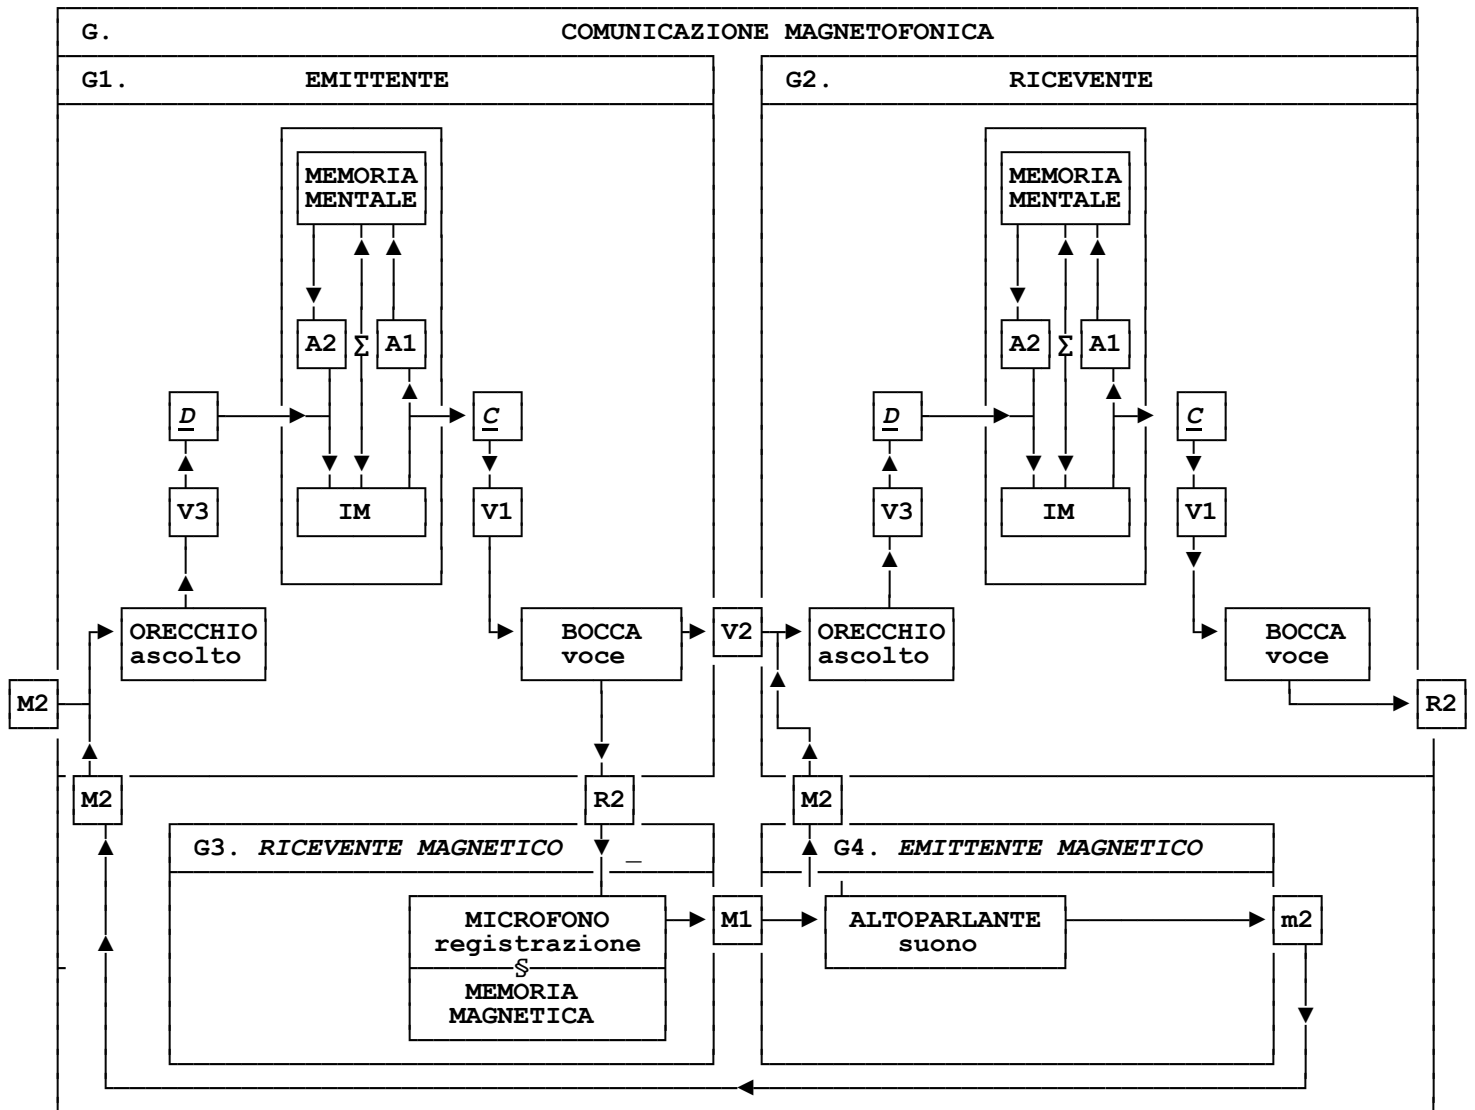 G. COMUNICAZIONE MAGNETOFONICA
G1. EMITTENTE
G2. RICEVENTE
MEMORIA
MENTALE
MEMORIA
MENTALE
A2 Σ A1
A2 Σ A1
D
C
D
C
V3
IM
V1
V3
IM
V1
ORECCHIO
ascolto
BOCCA
voce
V2
ORECCHIO
ascolto
BOCCA
voce
M2
R2
M2
R2
M2
G3. RICEVENTE MAGNETICO _
G4. EMITTENTE MAGNETICO
MICROFONO
registrazione
§
MEMORIA
MAGNETICA
M1
ALTOPARLANTE
suono
m2